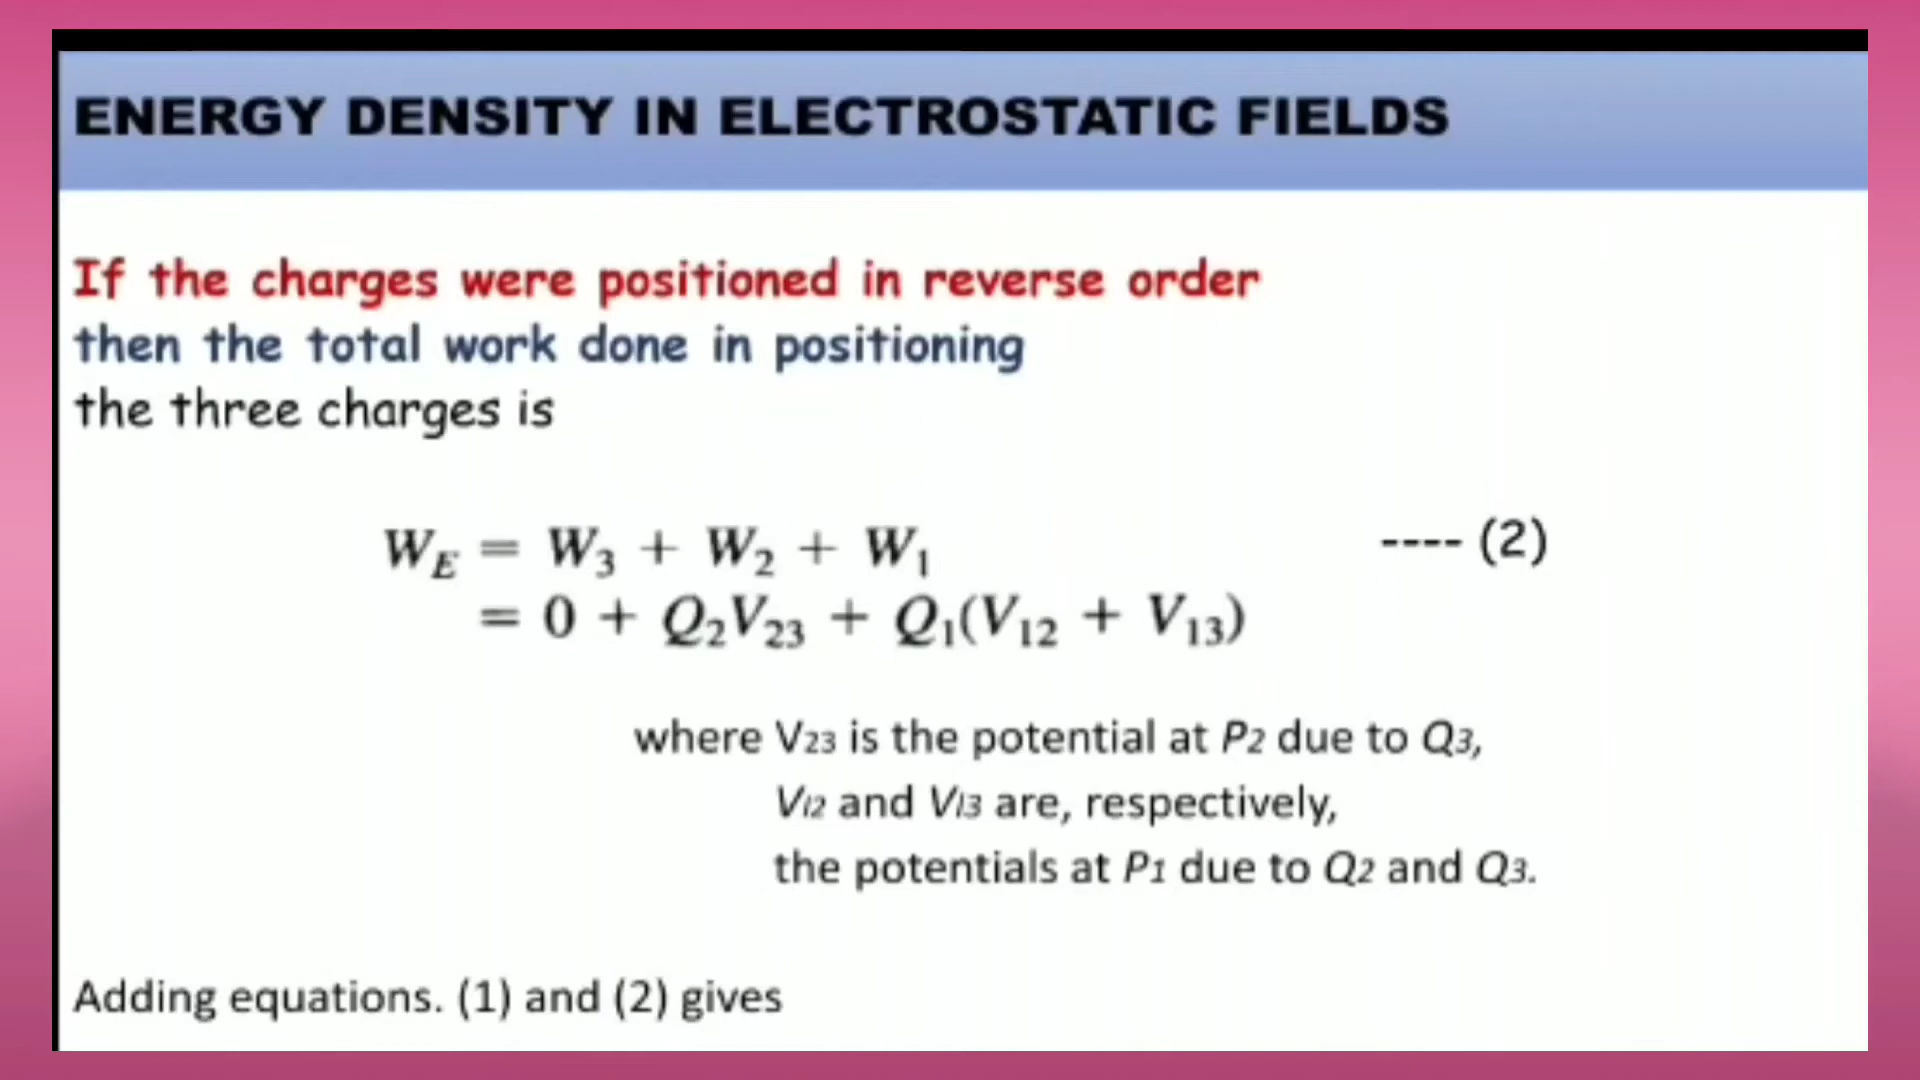 ENERGY DENSITY IN ELECTROSTATIC FIELDS
If the charges were positioned in reverse order
then the total work done in positioning
the three charges is
W_E = W_3 + W_2 + W_1 ---- (2)
= 0 + Q_2V_23 + Q_1(V_12 + V_13)
where V23 is the potential at P2 due to Q3,
V12 and V13 are, respectively,
the potentials at P1 due to Q2 and Q3.
Adding equations. (1) and (2) gives